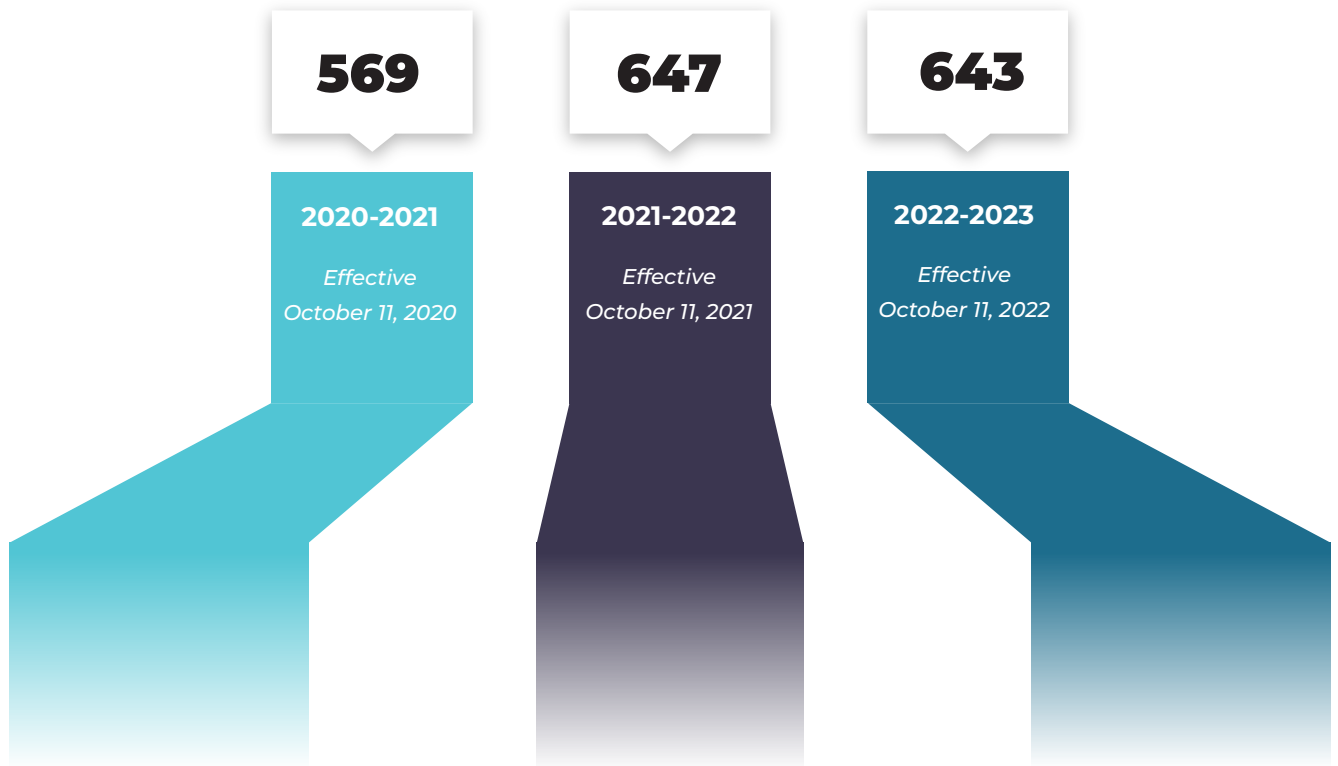 569
2020-2021
Effective
October 11, 2020
647
2021-2022
Effective
October 11, 2021
643
2022-2023
Effective
October 11, 2022